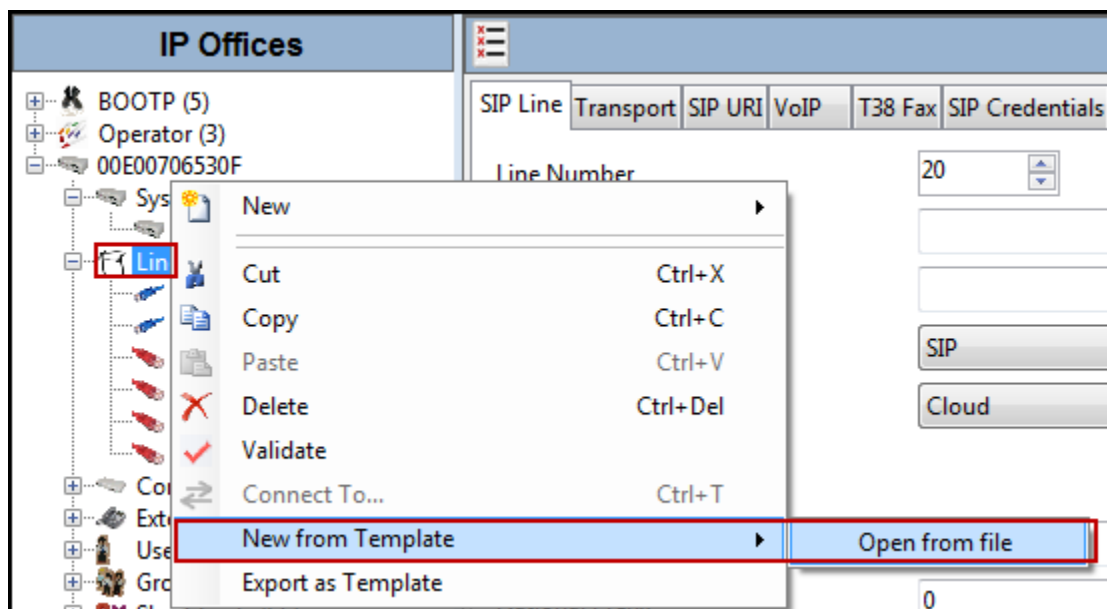 IP Offices
BOOTP (5)
Operator (3)
00E00706530F
Sys
Lin
Use
Gro
New
Cut Ctrl+X
Copy Ctrl+C
Paste Ctrl+V
Delete Ctrl+Del
Validate
Connect To... Ctrl+T
New from Template
Export as Template
Open from file
SIP Line Transport SIP URI VoIP T38 Fax SIP Credentials
Line Number 20
SIP
Cloud
0